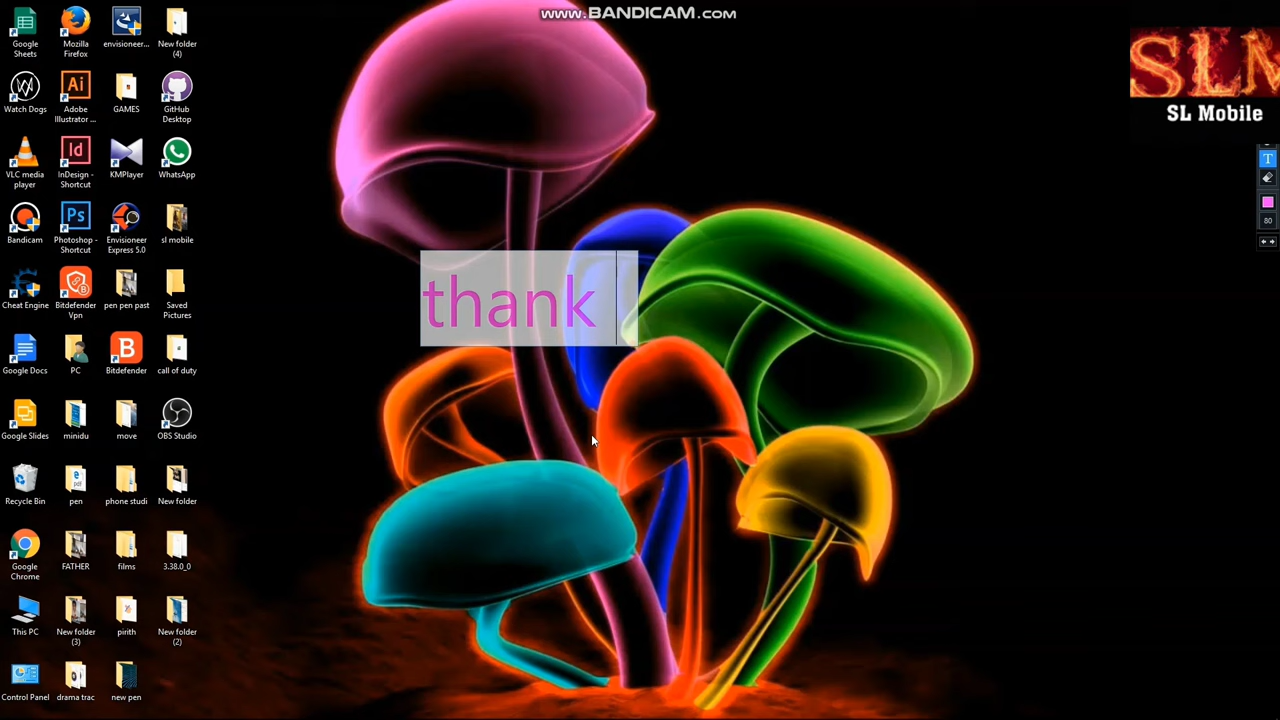 www.BANDICAM.com
SLM
SL Mobile
T
80
thank
Google Sheets
Mozilla Firefox
envisioneer...
New folder (4)
Watch Dogs
Adobe Illustrator ...
GAMES
GitHub Desktop
VLC media player
InDesign - Shortcut
KMPlayer
WhatsApp
Bandicam
Photoshop - Shortcut
Envisioneer Express 5.0
sl mobile
Cheat Engine
Bitdefender Vpn
pen pen past
Saved Pictures
Google Docs
PC
Bitdefender
call of duty
Google Slides
minidu
move
OBS Studio
Recycle Bin
pen
phone studi
New folder
Google Chrome
FATHER
films
3.38.0_0
This PC
New folder (3)
pirith
New folder (2)
Control Panel
drama trac
new pen